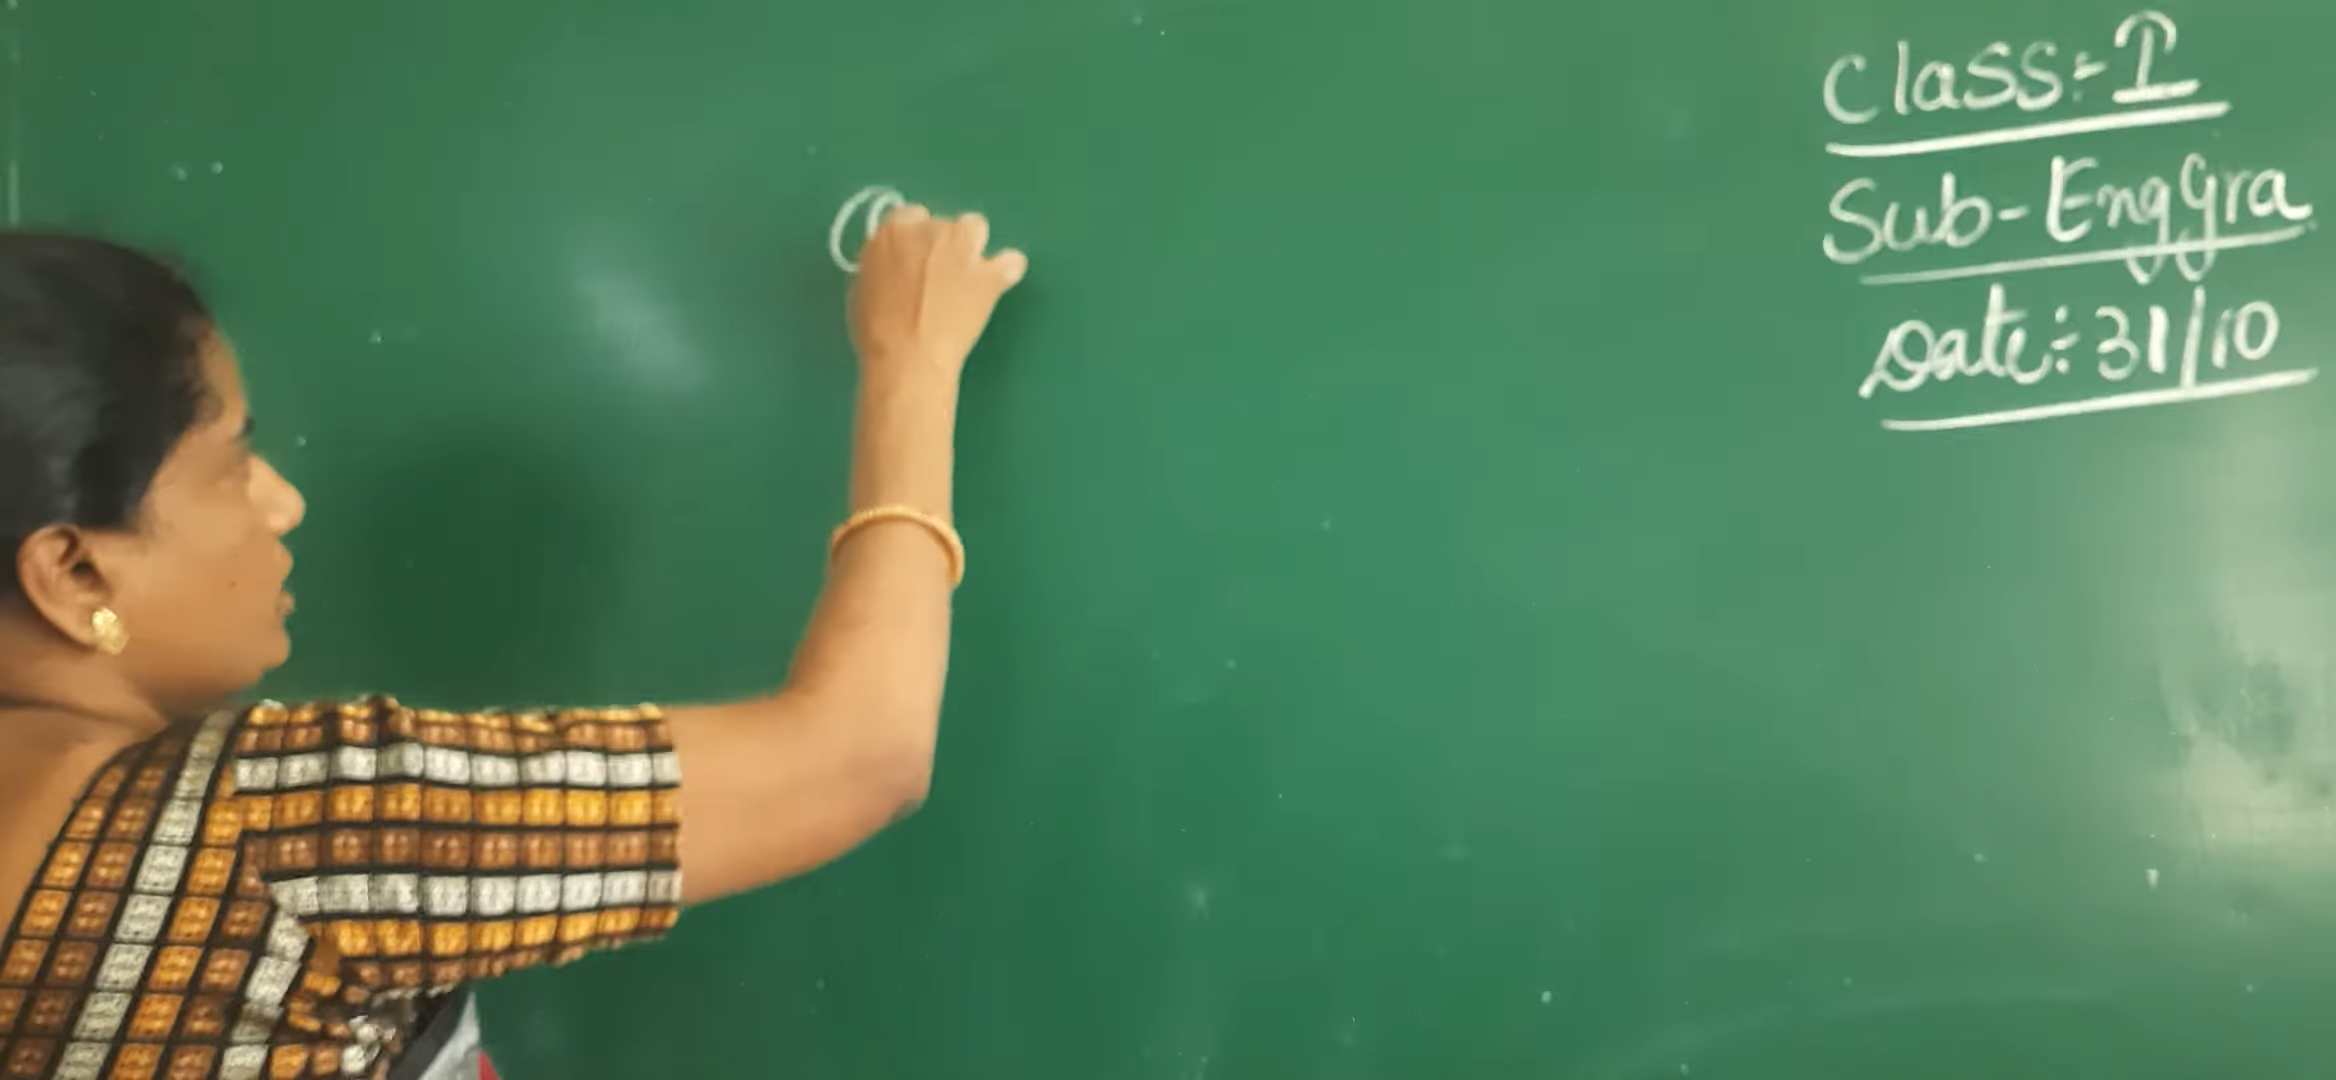 Class:- I
Sub-Eng Gra
Date:- 31/10